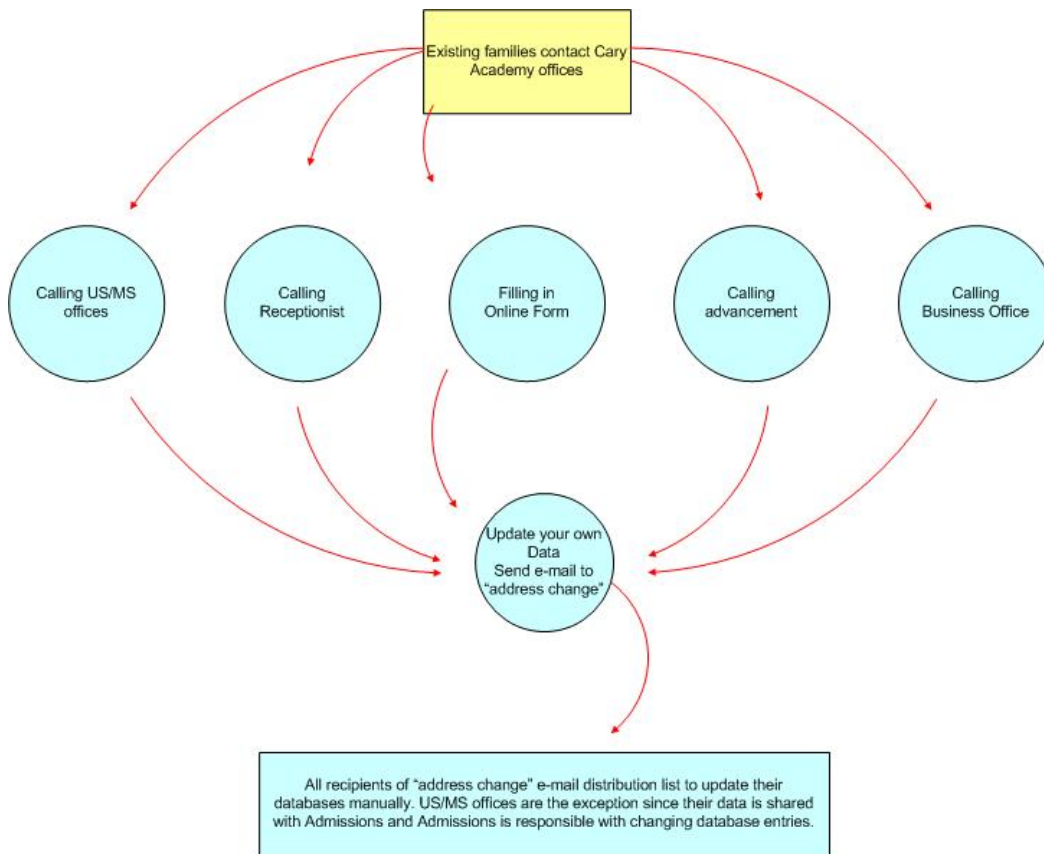 Existing families contact Cary
Academy offices
Calling US/MS
offices
Calling
Receptionist
Filling in
Online Form
Calling
advancement
Calling
Business Office
Update your own
Data
Send e-mail to
“address change”
All recipients of “address change” e-mail distribution list to update their
databases manually. US/MS offices are the exception since their data is shared
with Admissions and Admissions is responsible with changing database entries.